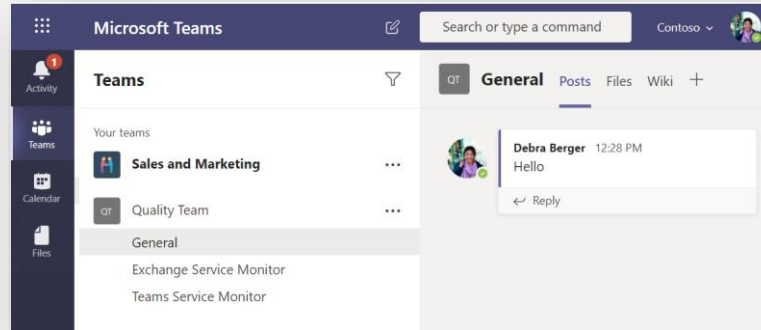 Microsoft Teams
Search or type a command
Contoso
1
Activity
Teams
Calendar
Files
Teams
Your teams
Sales and Marketing
QT Quality Team
General
Exchange Service Monitor
Teams Service Monitor
QT General Posts Files Wiki
Debra Berger 12:28 PM
Hello
Reply